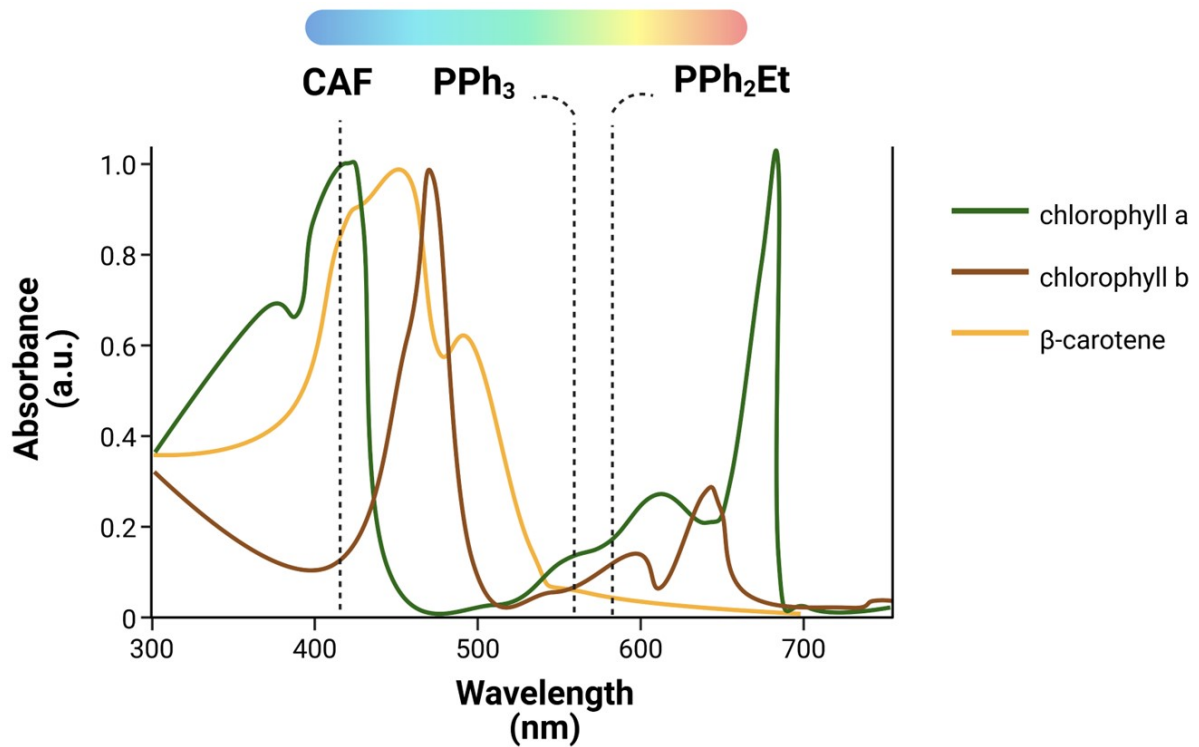 CAF PPh₃ PPh₂Et
1.0
0.8
0.6
0.4
0.2
0
Absorbance
(a.u.)
300 400 500 600 700
Wavelength
(nm)
chlorophyll a
chlorophyll b
β-carotene